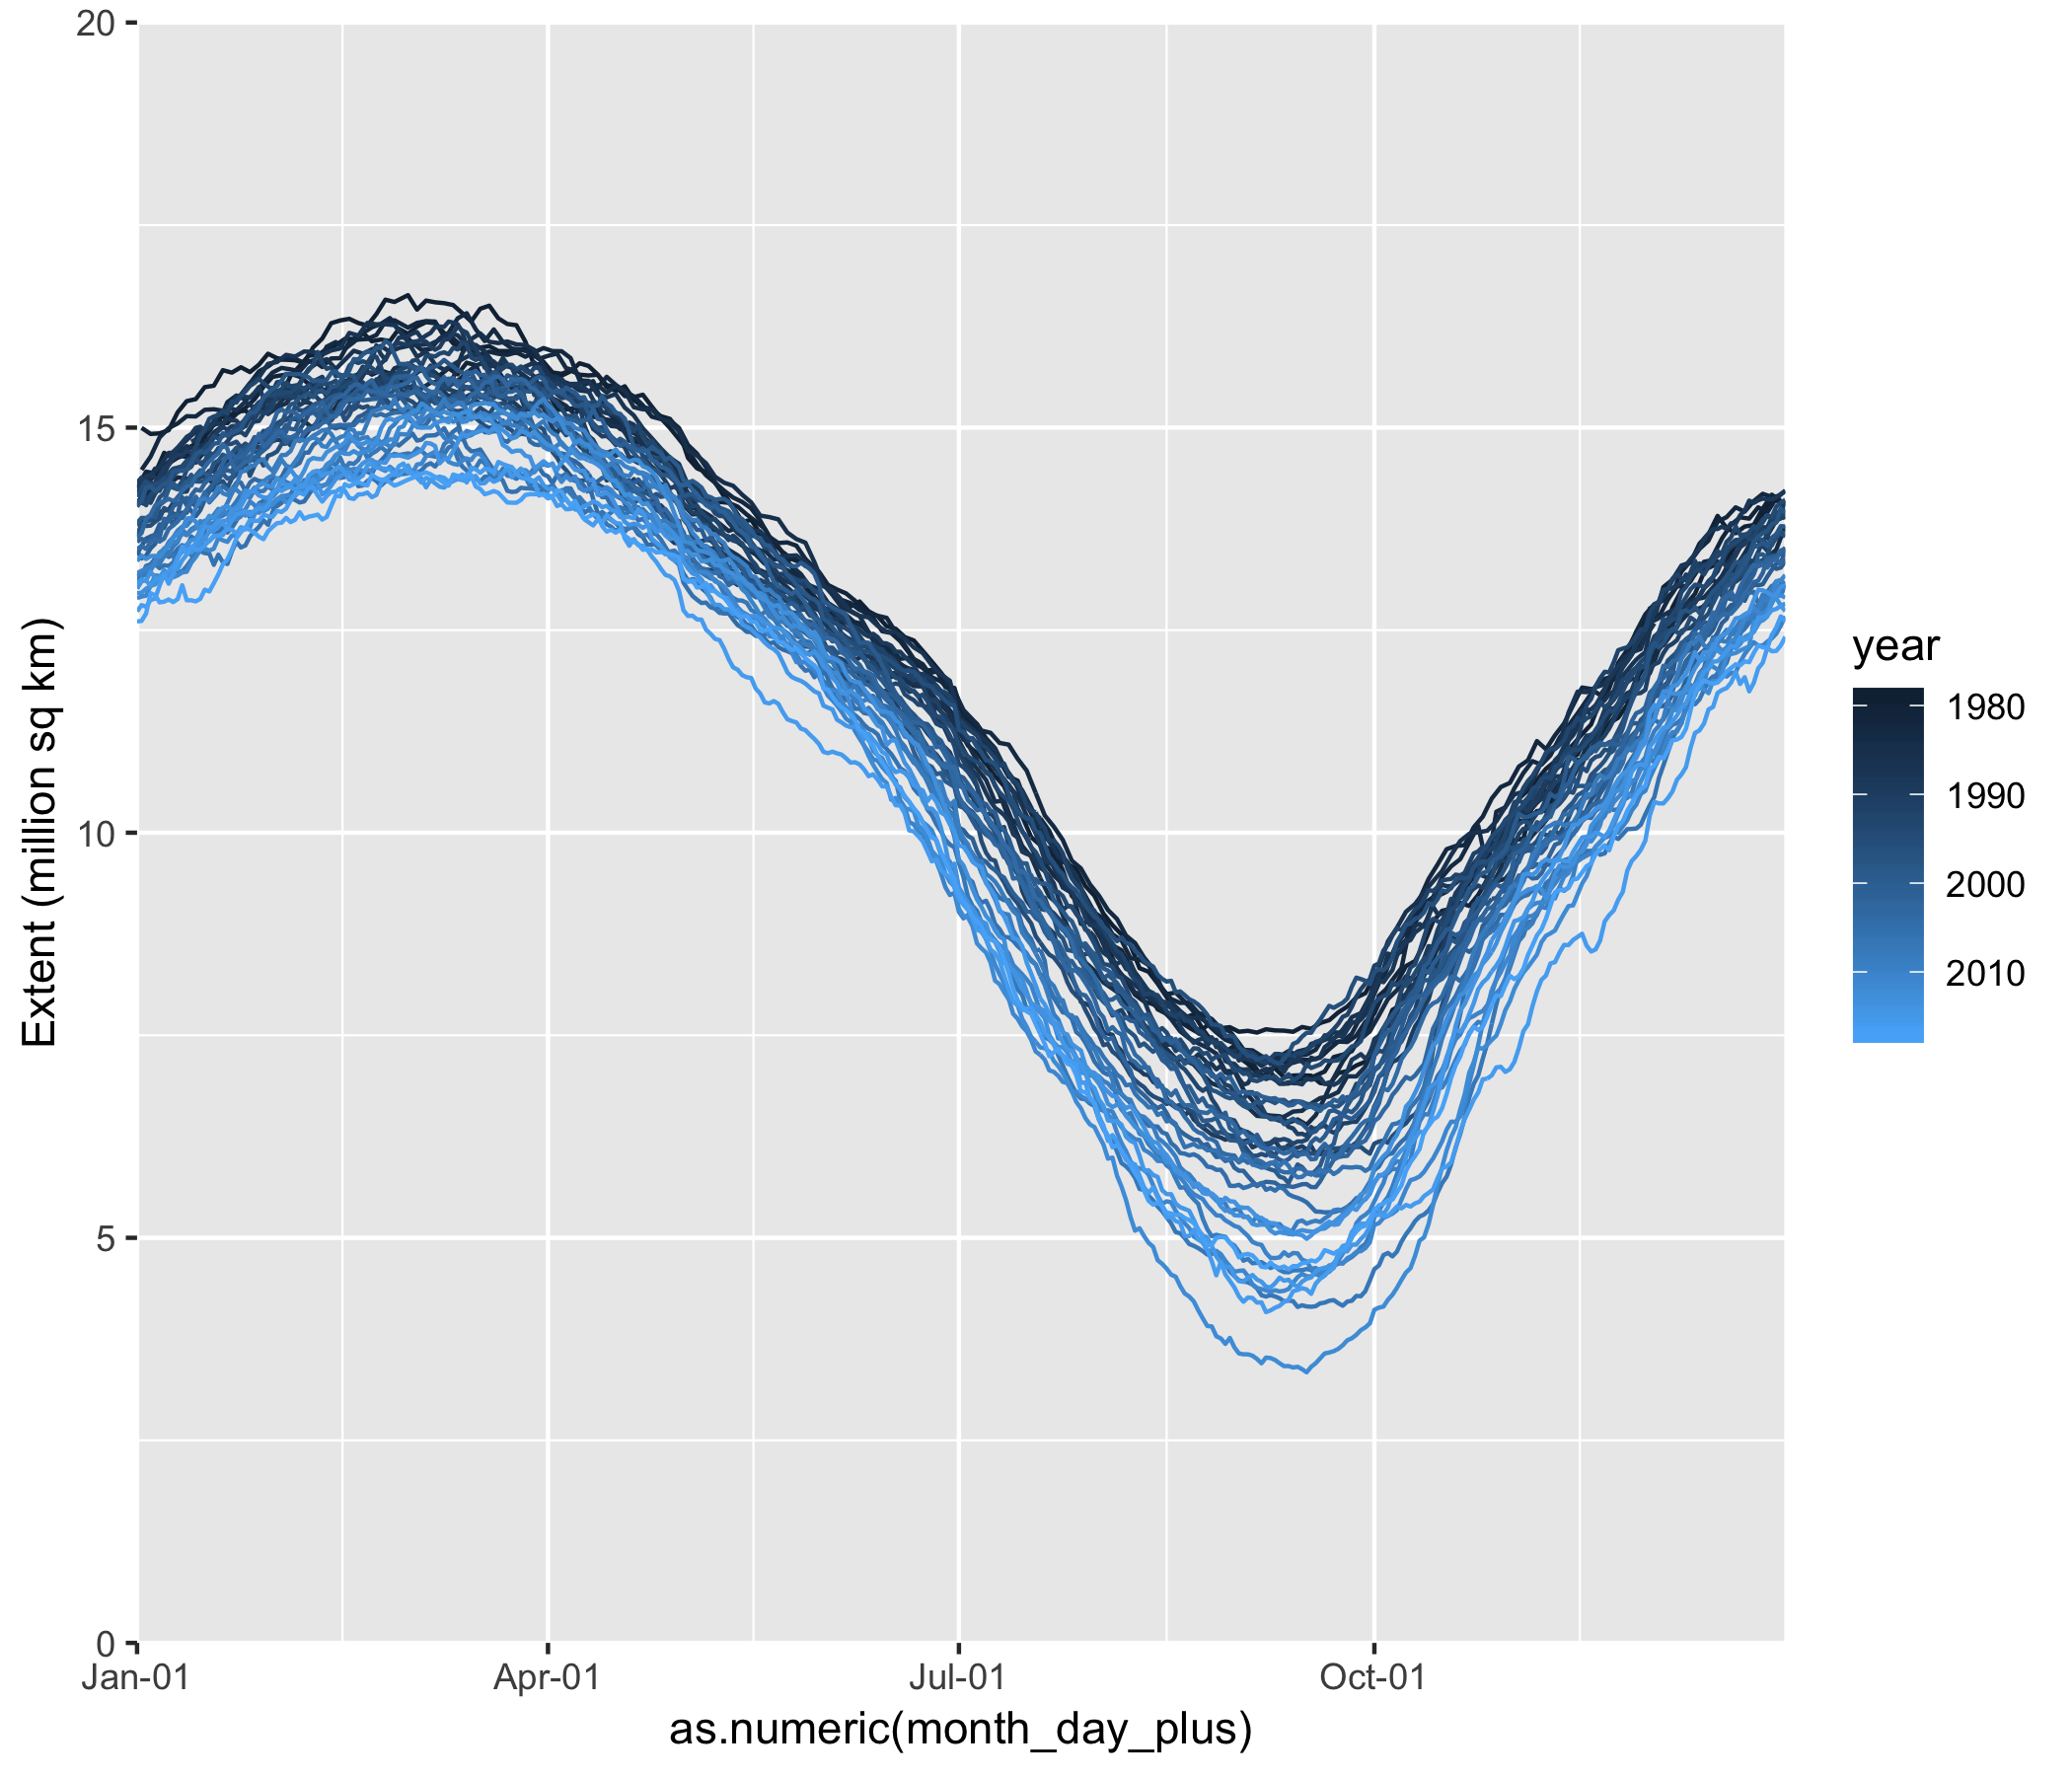 Extent (million sq km)
20
15
10
5
0
Jan-01 Apr-01 Jul-01 Oct-01
as.numeric(month_day_plus)
year
1980
1990
2000
2010